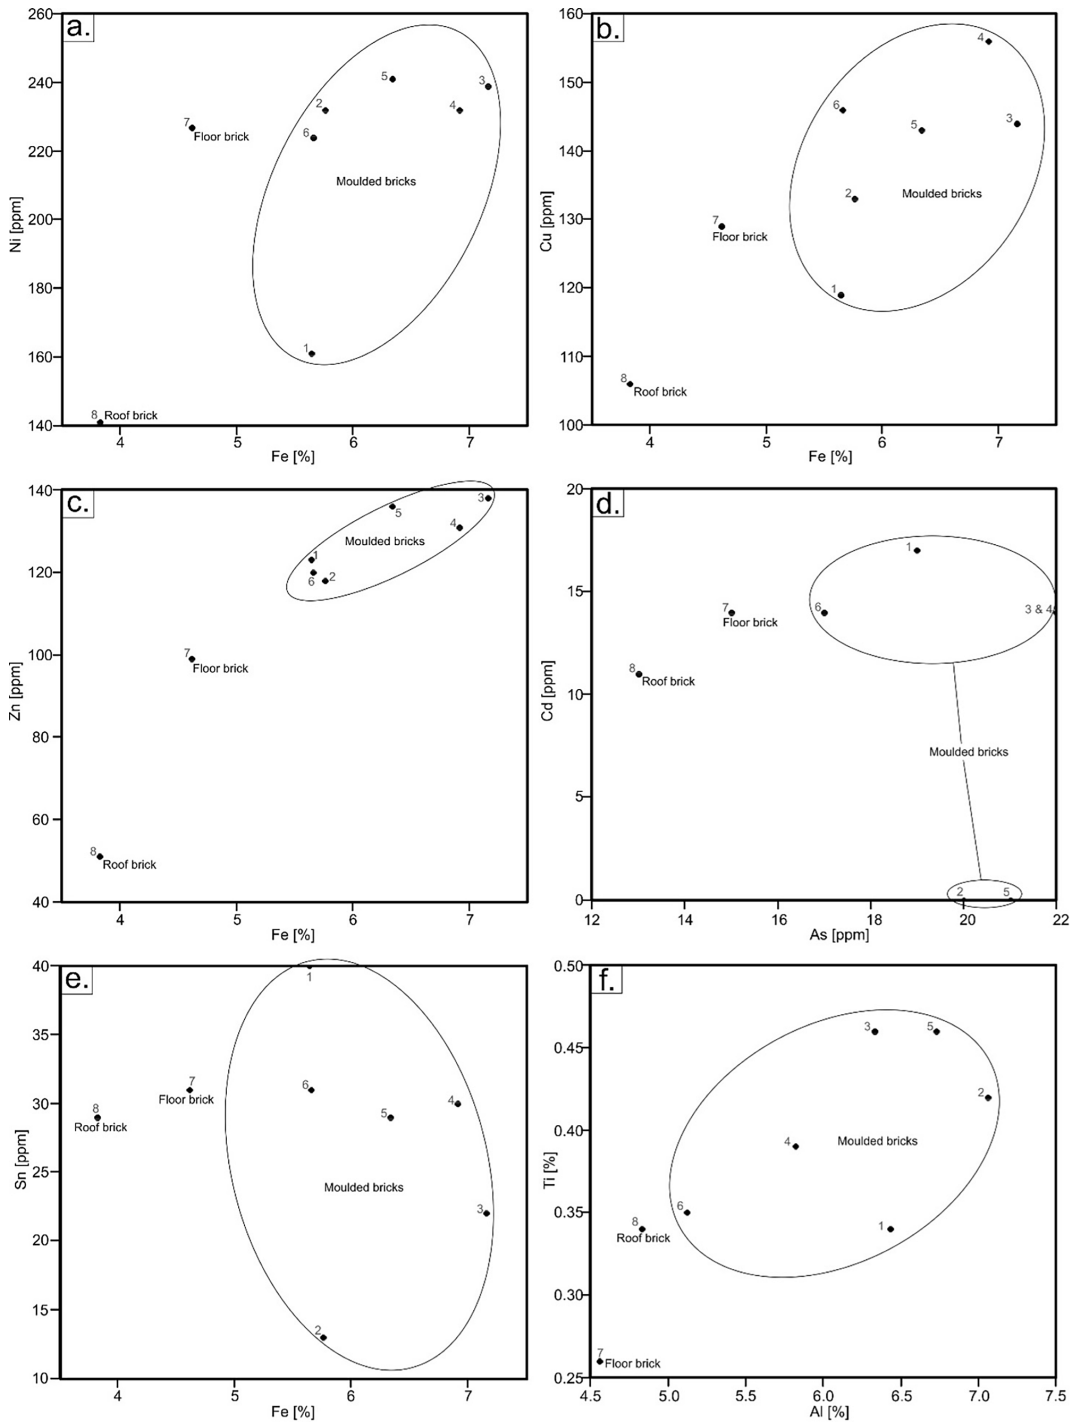 a.
260
240
220
200
180
160
140
Ni [ppm]
5
3
2
4
6
7
Floor brick
Moulded bricks
1
8 Roof brick
4 5 6 7
Fe [%]
b.
160
150
140
130
120
110
100
Cu [ppm]
4
6
5
3
2
Moulded bricks
7
Floor brick
1
8
Roof brick
4 5 6 7
Fe [%]
c.
140
120
100
80
60
40
Zn [ppm]
3
5
4
Moulded bricks
1
6 2
7
Floor brick
8
Roof brick
4 5 6 7
Fe [%]
d.
20
15
10
5
0
Cd [ppm]
1
7
Floor brick
6
3 & 4
8
Roof brick
Moulded bricks
2 5
12 14 16 18 20 22
As [ppm]
e.
40
35
30
25
20
15
10
Sn [ppm]
1
7
Floor brick
6
8
Roof brick
5
4
Moulded bricks
3
2
4 5 6 7
Fe [%]
f.
0.50
0.45
0.40
0.35
0.30
0.25
Ti [%]
3 5
2
4
Moulded bricks
6
8
Roof brick
1
7
Floor brick
4.5 5.0 5.5 6.0 6.5 7.0 7.5
Al [%]